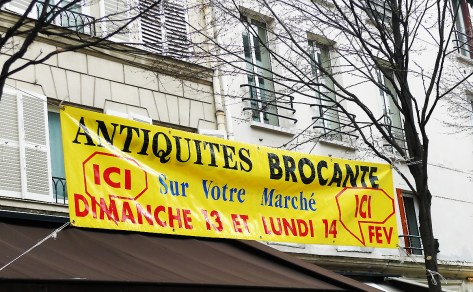 ANTIQUITES BROCANTE
ICI Sur Votre Marché ICI
DIMANCHE 13 ET LUNDI 14 FEV